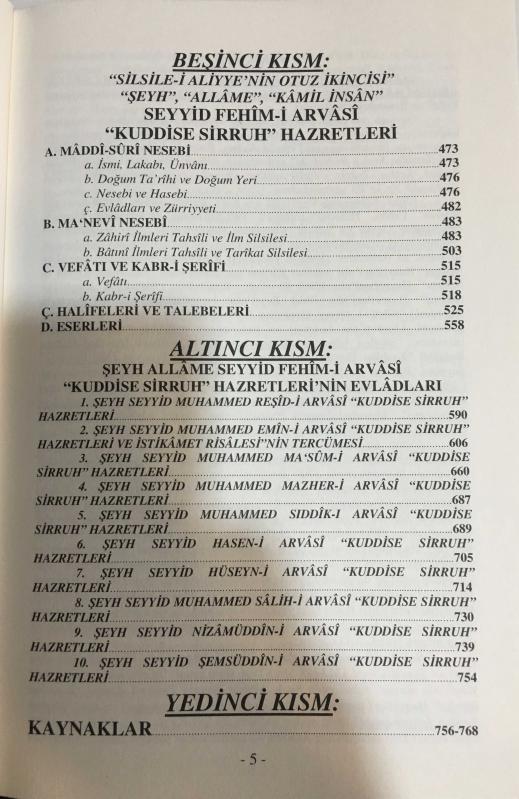 BEŞİNCİ KISM:
“SİLSİLE-İ ALİYYE’NİN OTUZ İKİNCİSİ”
“ŞEYH”, “ALLÂME”, “KÂMİL İNSÂN”
SEYYİD FEHÎM-İ ARVÂSÎ
“KUDDİSE SİRRUH” HAZRETLERİ
A. MÂDDÎ-SÛRÎ NESEBİ........473
a. İsmi, Lakabı, Ünvânı........473
b. Doğum Ta’rîhi ve Doğum Yeri........476
c. Nesebi ve Hasebi........476
ç. Evlâdları ve Zürriyyeti........482
B. MA‘NEVÎ NESEBİ........483
a. Zâhirî İlmleri Tahsîli ve İlm Silsilesi........483
b. Bâtınî İlmleri Tahsîli ve Tarîkat Silsilesi........503
C. VEFÂTI VE KABR-İ ŞERÎFİ........515
a. Vefâtı........515
b. Kabr-i Şerîfi........518
Ç. HALÎFELERİ VE TALEBELERİ........525
D. ESERLERİ........558
ALTINCI KISM:
ŞEYH ALLÂME SEYYİD FEHÎM-İ ARVÂSÎ
“KUDDİSE SİRRUH” HAZRETLERİ’NİN EVLÂDLARI
1. ŞEYH SEYYİD MUHAMMED REŞÎD-İ ARVÂSÎ “KUDDİSE SİRRUH”
HAZRETLERİ........590
2. ŞEYH SEYYİD MUHAMMED EMÎN-İ ARVÂSÎ “KUDDİSE SİRRUH”
HAZRETLERİ VE İSTİKÂMET RİSÂLESİ”NİN TERCÜMESİ........606
3. ŞEYH SEYYİD MUHAMMED MA‘SÛM-İ ARVÂSÎ “KUDDİSE
SİRRUH” HAZRETLERİ........660
4. ŞEYH SEYYİD MUHAMMED MAZHER-İ ARVÂSÎ “KUDDİSE
SİRRUH” HAZRETLERİ........687
5. ŞEYH SEYYİD MUHAMMED SIDDÎK-I ARVÂSÎ “KUDDİSE
SİRRUH” HAZRETLERİ........689
6. ŞEYH SEYYİD HASEN-İ ARVÂSÎ “KUDDİSE SİRRUH”
HAZRETLERİ........705
7. ŞEYH SEYYİD HÜSEYN-İ ARVÂSÎ “KUDDİSE SİRRUH”
HAZRETLERİ........714
8. ŞEYH SEYYİD MUHAMMED SÂLİH-İ ARVÂSÎ “KUDDİSE SİRRUH”
HAZRETLERİ........730
9. ŞEYH SEYYİD NİZÂMÜDDÎN-İ ARVÂSÎ “KUDDİSE SİRRUH”
HAZRETLERİ........739
10. ŞEYH SEYYİD ŞEMSÜDDÎN-İ ARVÂSÎ “KUDDİSE SİRRUH”
HAZRETLERİ........754
YEDİNCİ KISM:
KAYNAKLAR........756-768
- 5 -